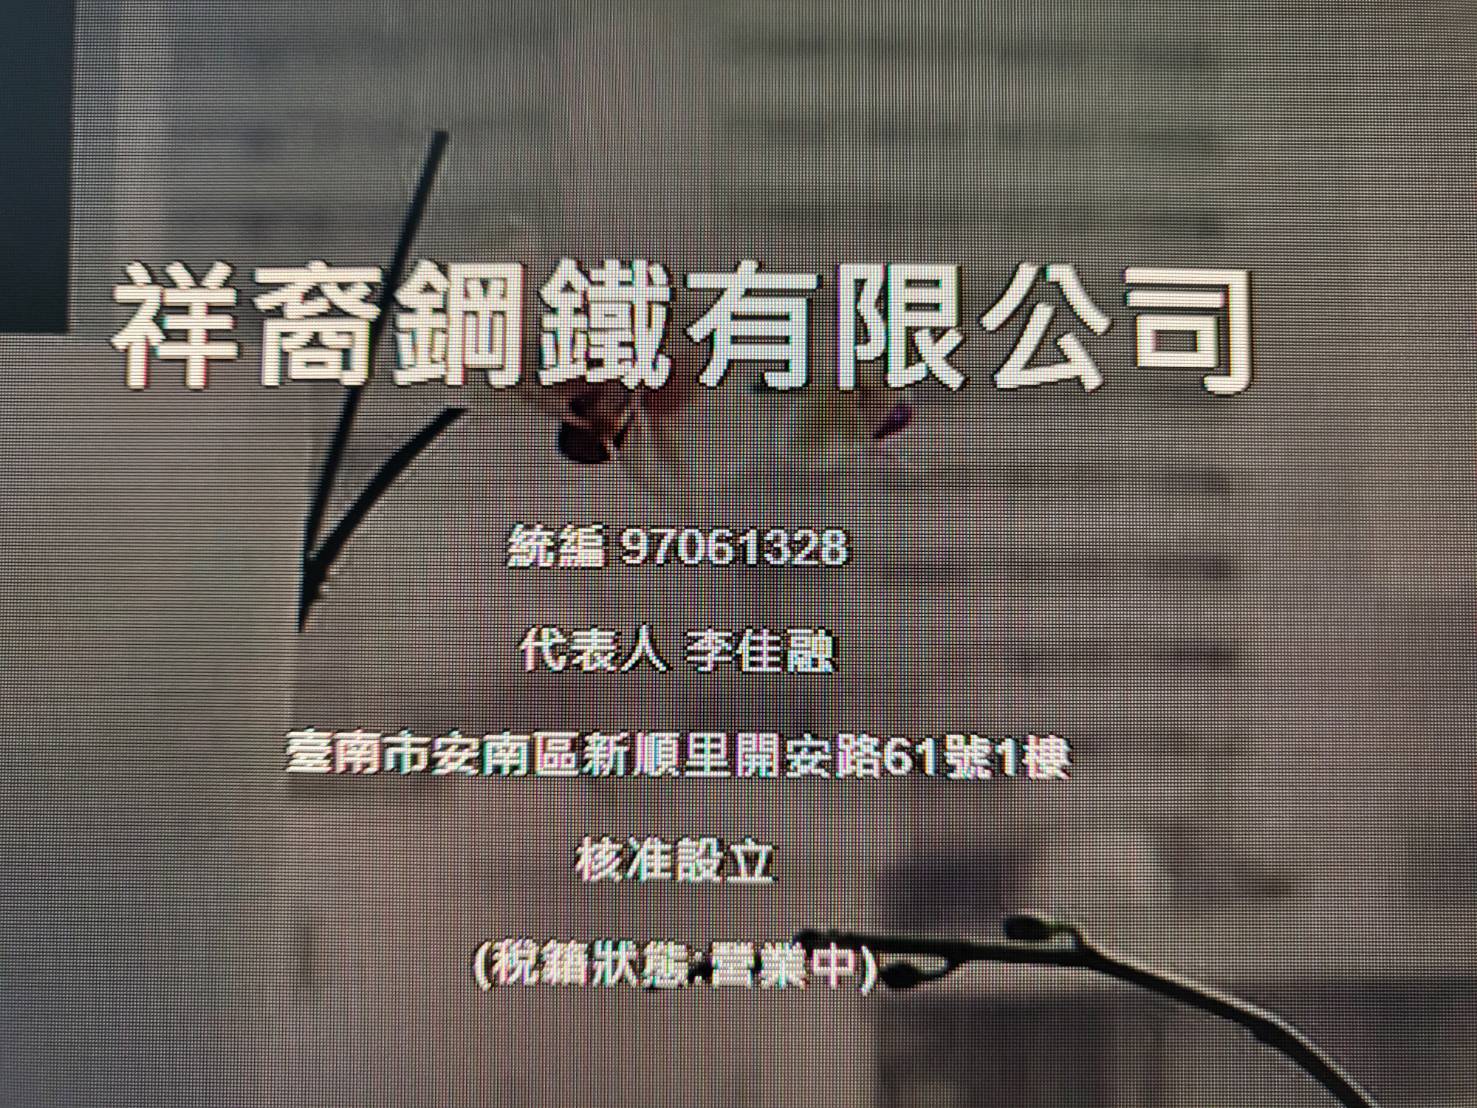 祥裔鋼鐵有限公司
統編 97061328
代表人 李佳融
臺南市安南區新順里開安路61號1樓
核准設立
(稅籍狀態:營業中)